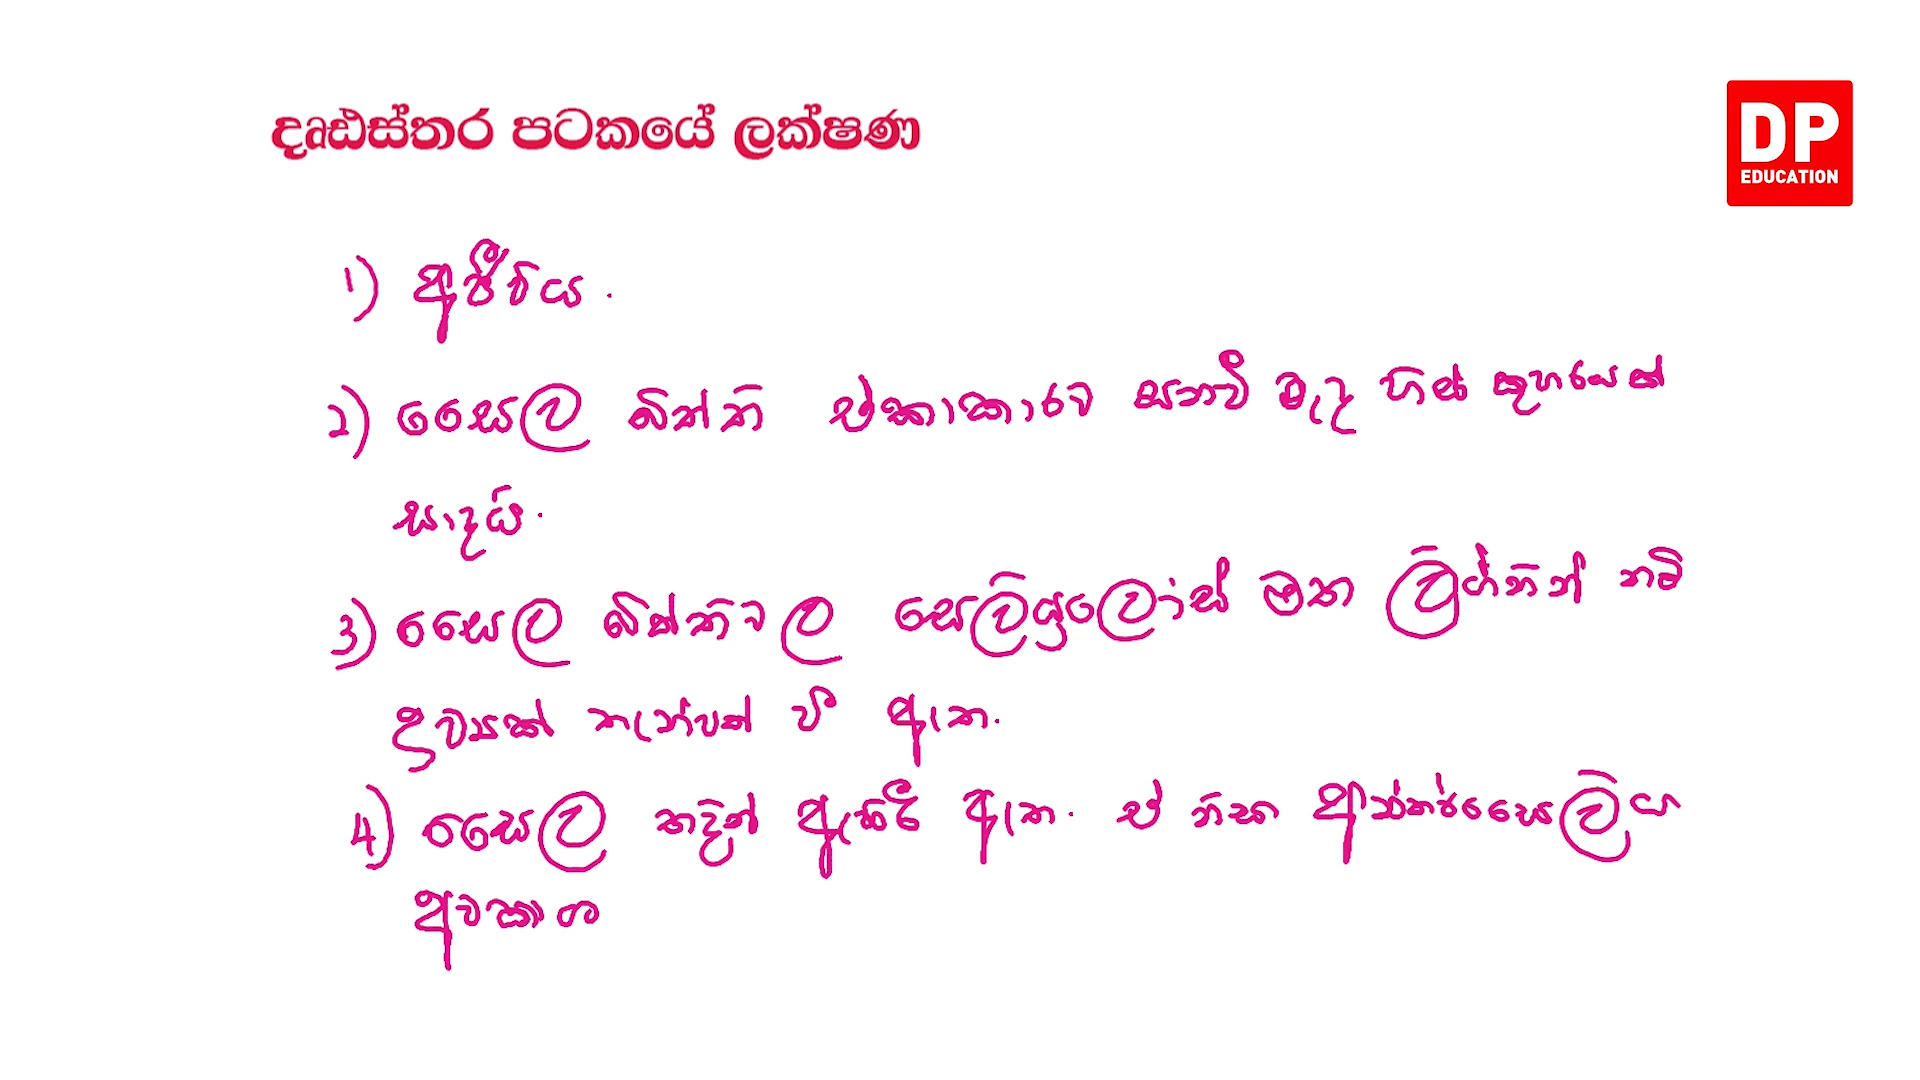 දෘඪස්තර පටකයේ ලක්ෂණ
DP
EDUCATION
1) අජීවීය.
2) සෛල බිත්ති ඒකාකාරව ඝනවී මැද හිස් කුහරයක්
සාදයි.
3) සෛල බිත්තිවල සෙලියුලෝස් මත ලිග්නින් නම්
ද්‍රව්‍යක් තැන්පත් වී ඇත.
4) සෛල තදින් ඇසිරී ඇත. ඒ නිසා අන්තර්සෛලීය
අවකාශ